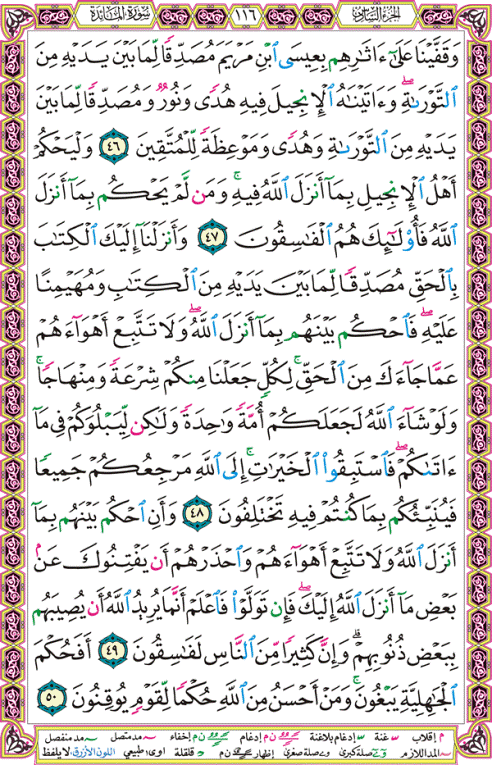 الجزء السادس ١١٦ سورة المائدة
وَقَفَّيْنَا عَلَىٰٓ ءَاثَٰرِهِم بِعِيسَى ٱبْنِ مَرْيَمَ مُصَدِّقًا لِّمَا بَيْنَ يَدَيْهِ مِنَ
ٱلتَّوْرَىٰةِۖ وَءَاتَيْنَٰهُ ٱلْإِنجِيلَ فِيهِ هُدًى وَنُورٌ وَمُصَدِّقًا لِّمَا بَيْنَ
يَدَيْهِ مِنَ ٱلتَّوْرَىٰةِ وَهُدًى وَمَوْعِظَةً لِّلْمُتَّقِينَ ٤٦ وَلْيَحْكُمْ
أَهْلُ ٱلْإِنجِيلِ بِمَآ أَنزَلَ ٱللَّهُ فِيهِۚ وَمَن لَّمْ يَحْكُم بِمَآ أَنزَلَ
ٱللَّهُ فَأُو۟لَٰٓئِكَ هُمُ ٱلْفَٰسِقُونَ ٤٧ وَأَنزَلْنَآ إِلَيْكَ ٱلْكِتَٰبَ
بِٱلْحَقِّ مُصَدِّقًا لِّمَا بَيْنَ يَدَيْهِ مِنَ ٱلْكِتَٰبِ وَمُهَيْمِنًا
عَلَيْهِۖ فَٱحْكُم بَيْنَهُم بِمَآ أَنزَلَ ٱللَّهُۖ وَلَا تَتَّبِعْ أَهْوَآءَهُمْ
عَمَّا جَآءَكَ مِنَ ٱلْحَقِّۚ لِكُلٍّ جَعَلْنَا مِنكُمْ شِرْعَةً وَمِنْهَاجًاۚ
وَلَوْ شَآءَ ٱللَّهُ لَجَعَلَكُمْ أُمَّةً وَٰحِدَةً وَلَٰكِن لِّيَبْلُوَكُمْ فِى مَآ
ءَاتَىٰكُمْۖ فَٱسْتَبِقُوا۟ ٱلْخَيْرَٰتِۚ إِلَى ٱللَّهِ مَرْجِعُكُمْ جَمِيعًا
فَيُنَبِّئُكُم بِمَا كُنتُمْ فِيهِ تَخْتَلِفُونَ ٤٨ وَأَنِ ٱحْكُم بَيْنَهُم بِمَآ
أَنزَلَ ٱللَّهُ وَلَا تَتَّبِعْ أَهْوَآءَهُمْ وَٱحْذَرْهُمْ أَن يَفْتِنُوكَ عَنۢ
بَعْضِ مَآ أَنزَلَ ٱللَّهُ إِلَيْكَۖ فَإِن تَوَلَّوْا۟ فَٱعْلَمْ أَنَّمَا يُرِيدُ ٱللَّهُ أَن يُصِيبَهُم
بِبَعْضِ ذُنُوبِهِمْۗ وَإِنَّ كَثِيرًا مِّنَ ٱلنَّاسِ لَفَٰسِقُونَ ٤٩ أَفَحُكْمَ
ٱلْجَٰهِلِيَّةِ يَبْغُونَۚ وَمَنْ أَحْسَنُ مِنَ ٱللَّهِ حُكْمًا لِّقَوْمٍ يُوقِنُونَ ٥٠
م إقلاب غنة إدغام بلاغنة ن م إدغام ن م إخفاء مد متصل مد منفصل
المد اللازم صلة كبرى صلة صغرى إظهار ن م قلقلة اوى: طبيعي اللون الأزرق: لا يلفظ